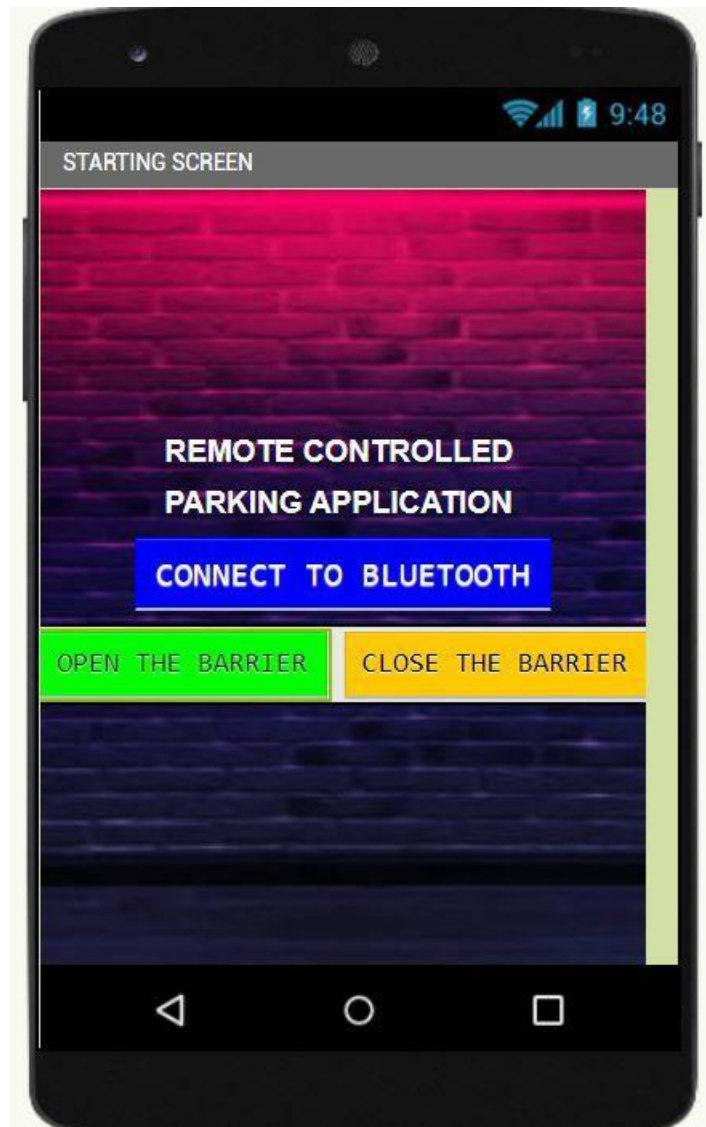 9:48
STARTING SCREEN
REMOTE CONTROLLED
PARKING APPLICATION
CONNECT TO BLUETOOTH
OPEN THE BARRIER CLOSE THE BARRIER